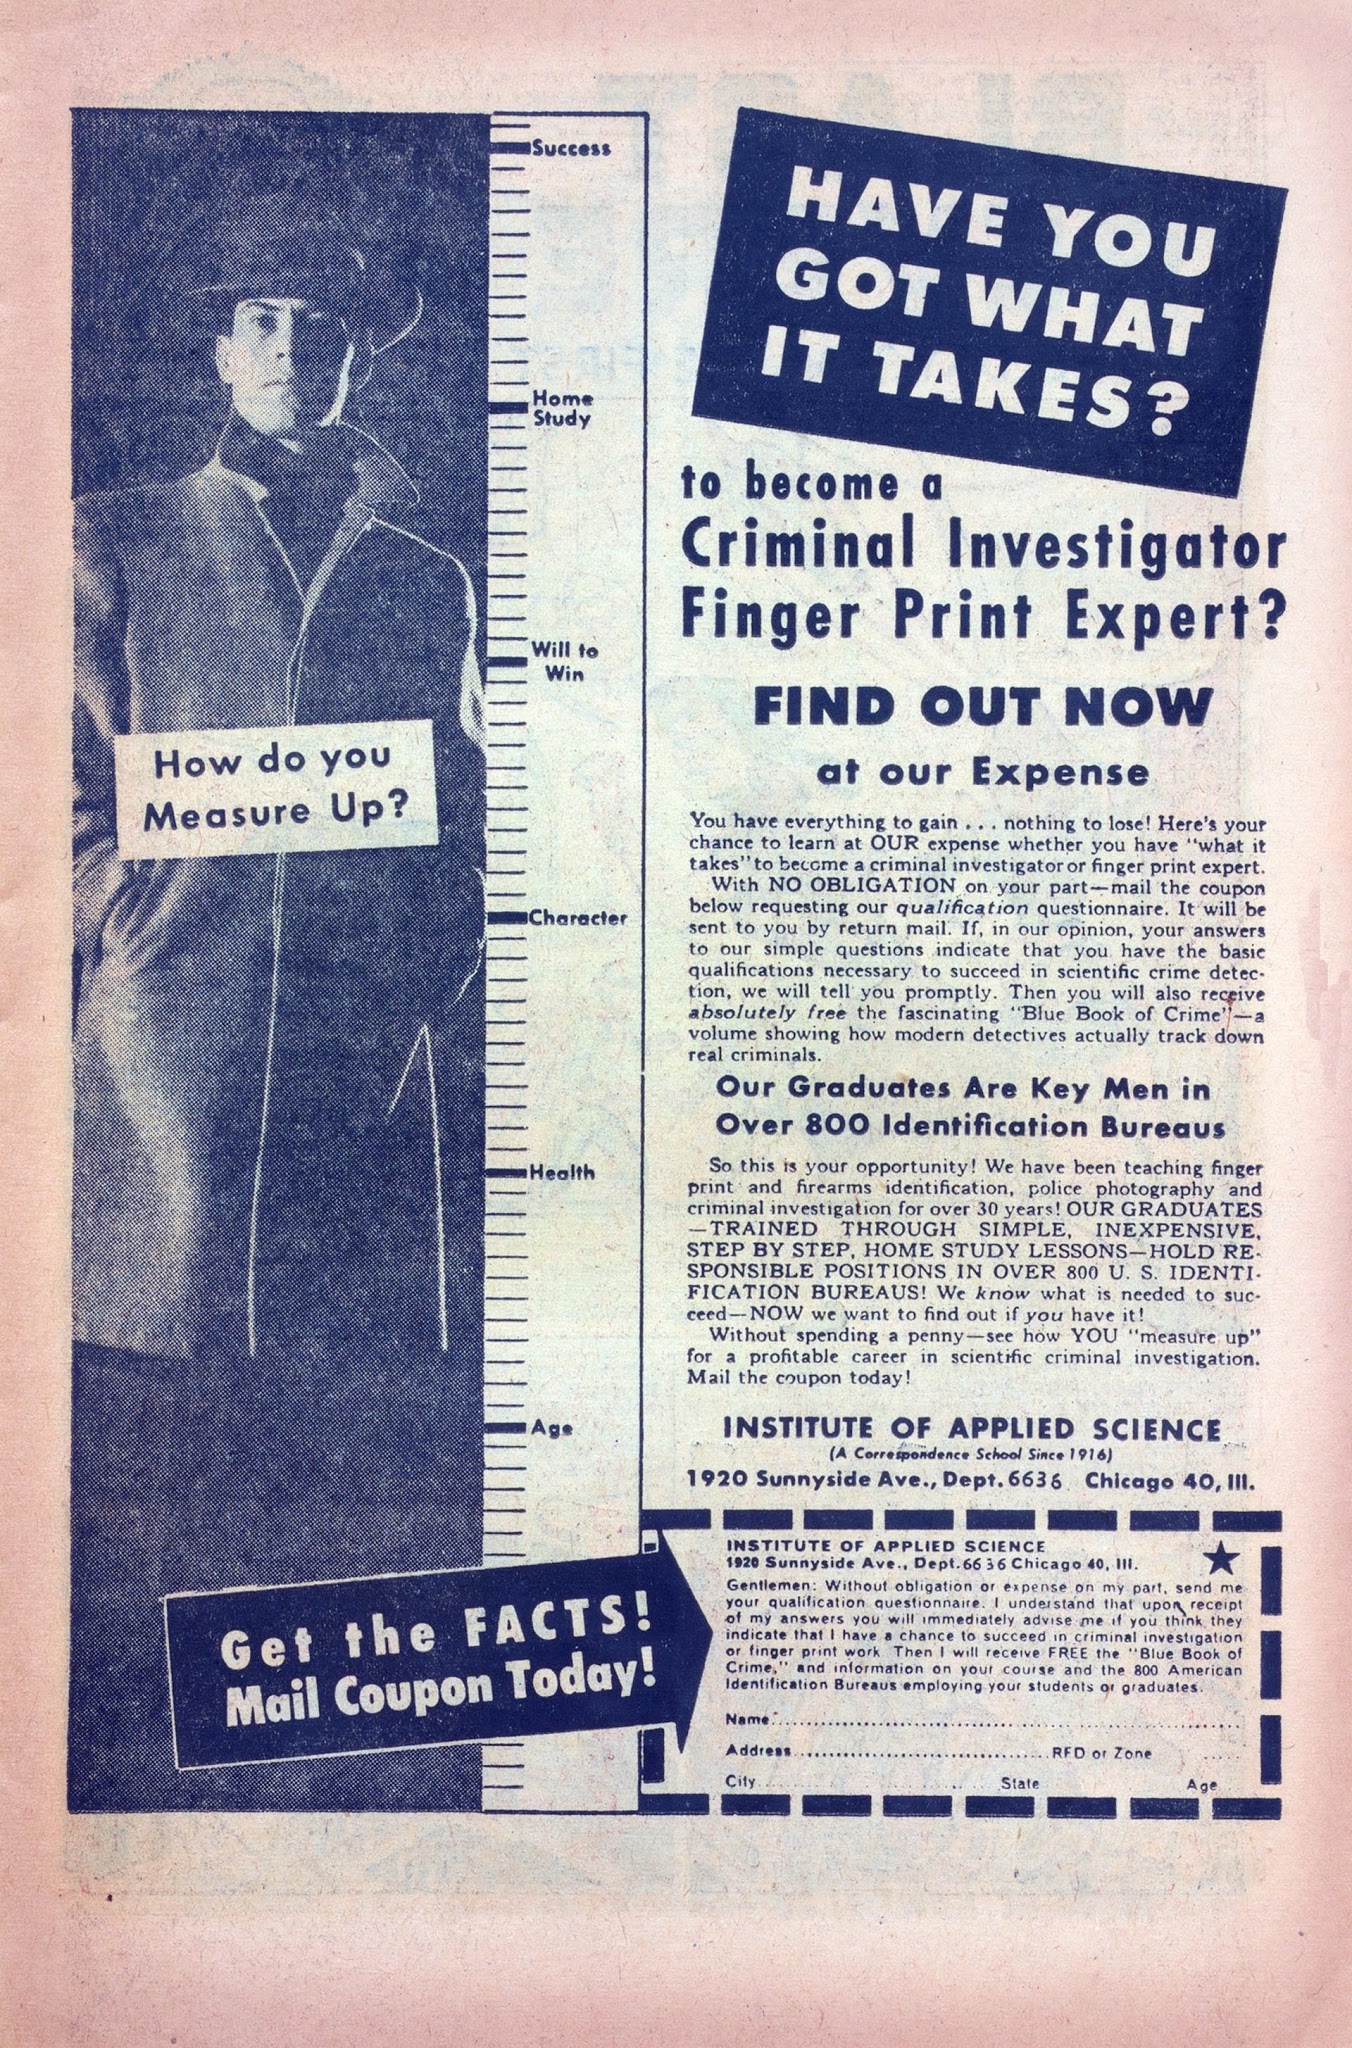 Success
Home
Study
Will to
Win
How do you
Measure Up?
Character
Health
Age
Get the FACTS!
Mail Coupon Today!
HAVE YOU
GOT WHAT
IT TAKES?
to become a
Criminal Investigator
Finger Print Expert?
FIND OUT NOW
at our Expense
You have everything to gain . . . nothing to lose! Here's your
chance to learn at OUR expense whether you have "what it
takes" to become a criminal investigator or finger print expert.
With NO OBLIGATION on your part—mail the coupon
below requesting our qualification questionnaire. It will be
sent to you by return mail. If, in our opinion, your answers
to our simple questions indicate that you have the basic
qualifications necessary to succeed in scientific crime detec-
tion, we will tell you promptly. Then you will also receive
absolutely free the fascinating "Blue Book of Crime"—a
volume showing how modern detectives actually track down
real criminals.
Our Graduates Are Key Men in
Over 800 Identification Bureaus
So this is your opportunity! We have been teaching finger
print and firearms identification, police photography and
criminal investigation for over 30 years! OUR GRADUATES
—TRAINED THROUGH SIMPLE, INEXPENSIVE,
STEP BY STEP, HOME STUDY LESSONS—HOLD RE-
SPONSIBLE POSITIONS IN OVER 800 U. S. IDENTI-
FICATION BUREAUS! We know what is needed to suc-
ceed—NOW we want to find out if you have it!
Without spending a penny—see how YOU "measure up"
for a profitable career in scientific criminal investigation.
Mail the coupon today!
INSTITUTE OF APPLIED SCIENCE
(A Correspondence School Since 1916)
1920 Sunnyside Ave., Dept. 6636 Chicago 40, Ill.
INSTITUTE OF APPLIED SCIENCE
1920 Sunnyside Ave., Dept. 6636 Chicago 40, Ill.
Gentlemen: Without obligation or expense on my part, send me
your qualification questionnaire. I understand that upon receipt
of my answers you will immediately advise me if you think they
indicate that I have a chance to succeed in criminal investigation
or finger print work. Then I will receive FREE the "Blue Book of
Crime," and information on your course and the 800 American
Identification Bureaus employing your students or graduates.
Name
Address RFD or Zone
City State Age